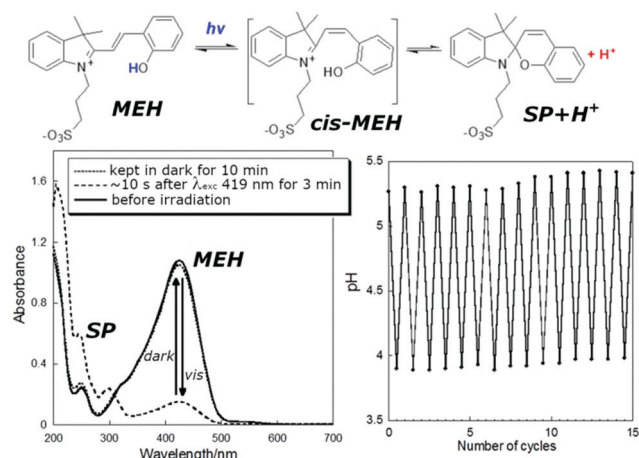 hν
N⁺
HO
⁻O₃S
MEH
N⁺
HO
⁻O₃S
cis-MEH
N
O
+ H⁺
⁻O₃S
SP+H⁺
kept in dark for 10 min
~10 s after λexc 419 nm for 3 min
before irradiation
1.6
1.2
0.8
0.4
0
Absorbance
MEH
SP
dark
vis
200 300 400 500 600 700
Wavelength/nm
5.5
5
4.5
4
3.5
pH
0 5 10 15
Number of cycles